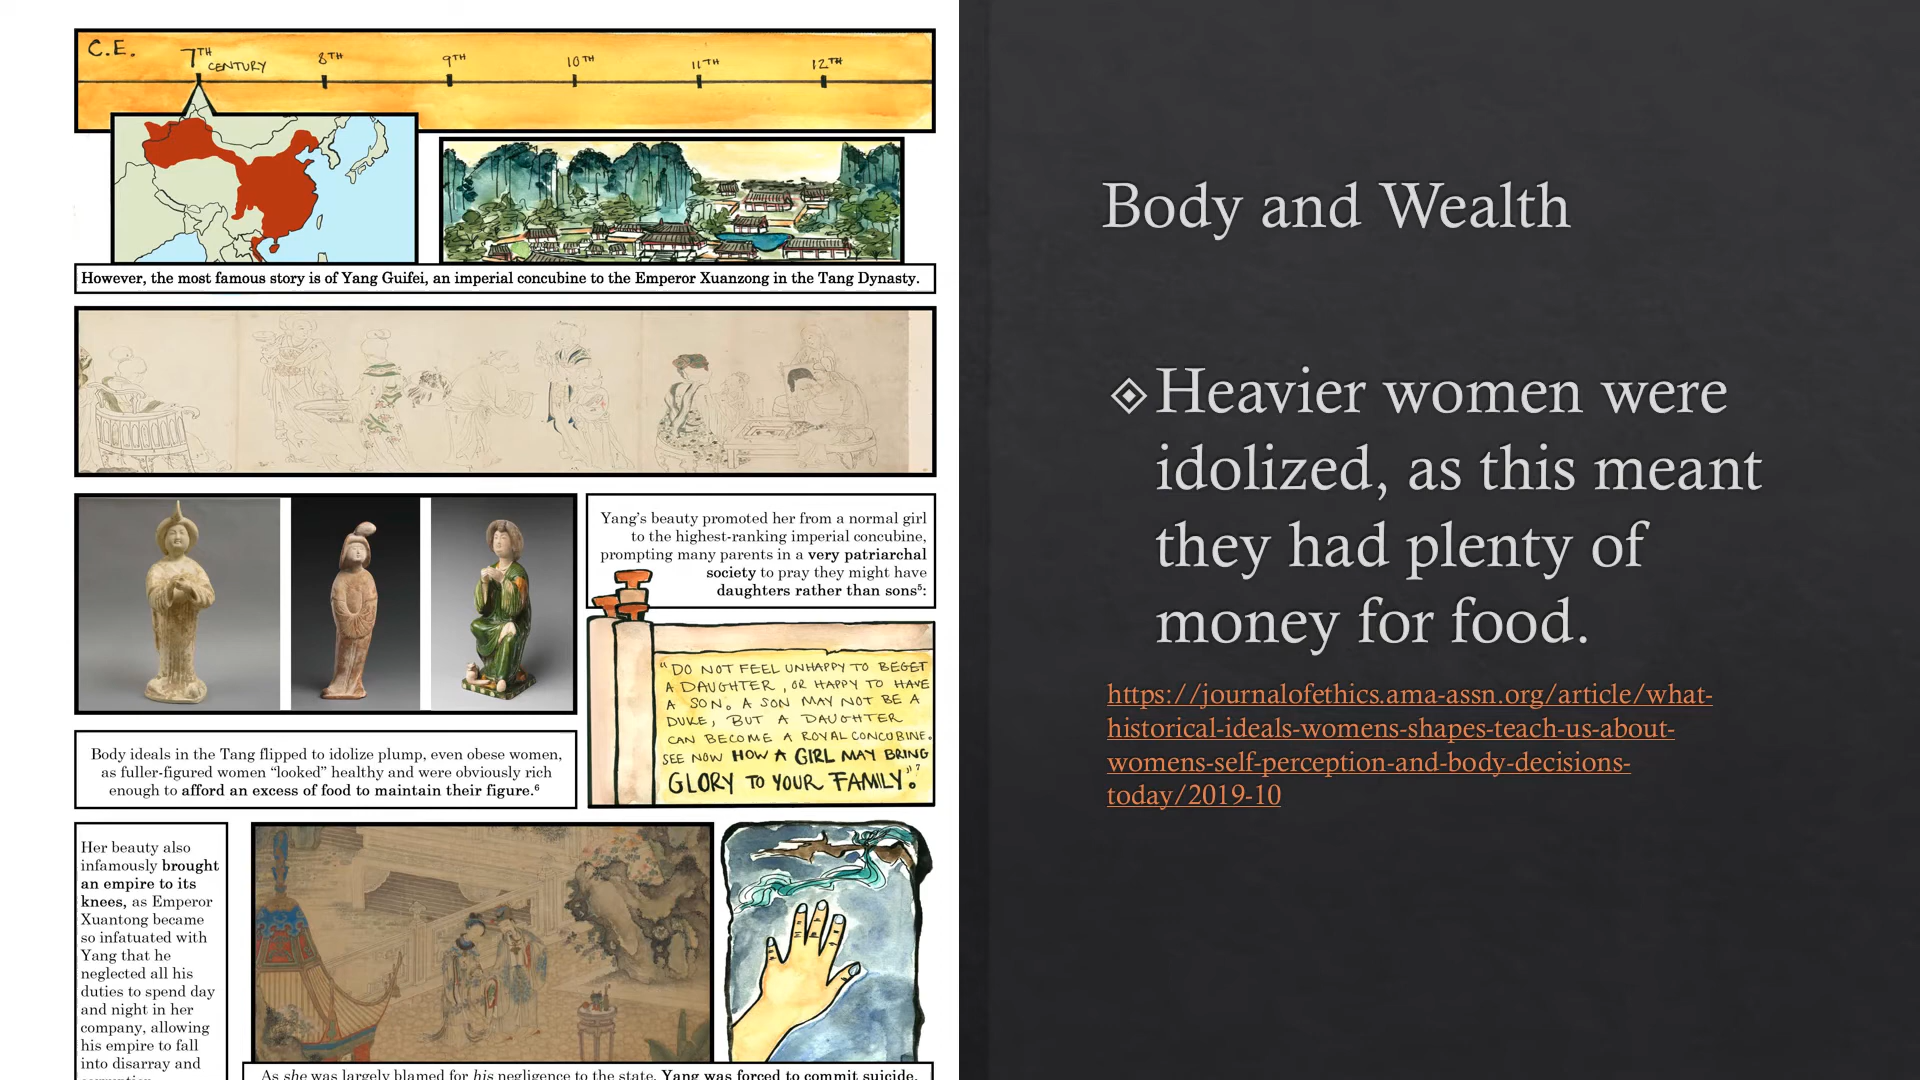 C.E.
7TH CENTURY
8TH
9TH
10TH
11TH
12TH
However, the most famous story is of Yang Guifei, an imperial concubine to the Emperor Xuanzong in the Tang Dynasty.
Yang's beauty promoted her from a normal girl
to the highest-ranking imperial concubine,
prompting many parents in a very patriarchal
society to pray they might have
daughters rather than sons⁵:
"DO NOT FEEL UNHAPPY TO BEGET
A DAUGHTER, OR HAPPY TO HAVE
A SON. A SON MAY NOT BE A
DUKE, BUT A DAUGHTER
CAN BECOME A ROYAL CONCUBINE.
SEE NOW HOW A GIRL MAY BRING
GLORY TO YOUR FAMILY."⁷
Body ideals in the Tang flipped to idolize plump, even obese women,
as fuller-figured women “looked” healthy and were obviously rich
enough to afford an excess of food to maintain their figure.⁶
Her beauty also
infamously brought
an empire to its
knees, as Emperor
Xuantong became
so infatuated with
Yang that he
neglected all his
duties to spend day
and night in her
company, allowing
his empire to fall
into disarray and
As she was largely blamed for his negligence to the state, Yang was forced to commit suicide.
Body and Wealth
Heavier women were
idolized, as this meant
they had plenty of
money for food.
https://journalofethics.ama-assn.org/article/what-
historical-ideals-womens-shapes-teach-us-about-
womens-self-perception-and-body-decisions-
today/2019-10